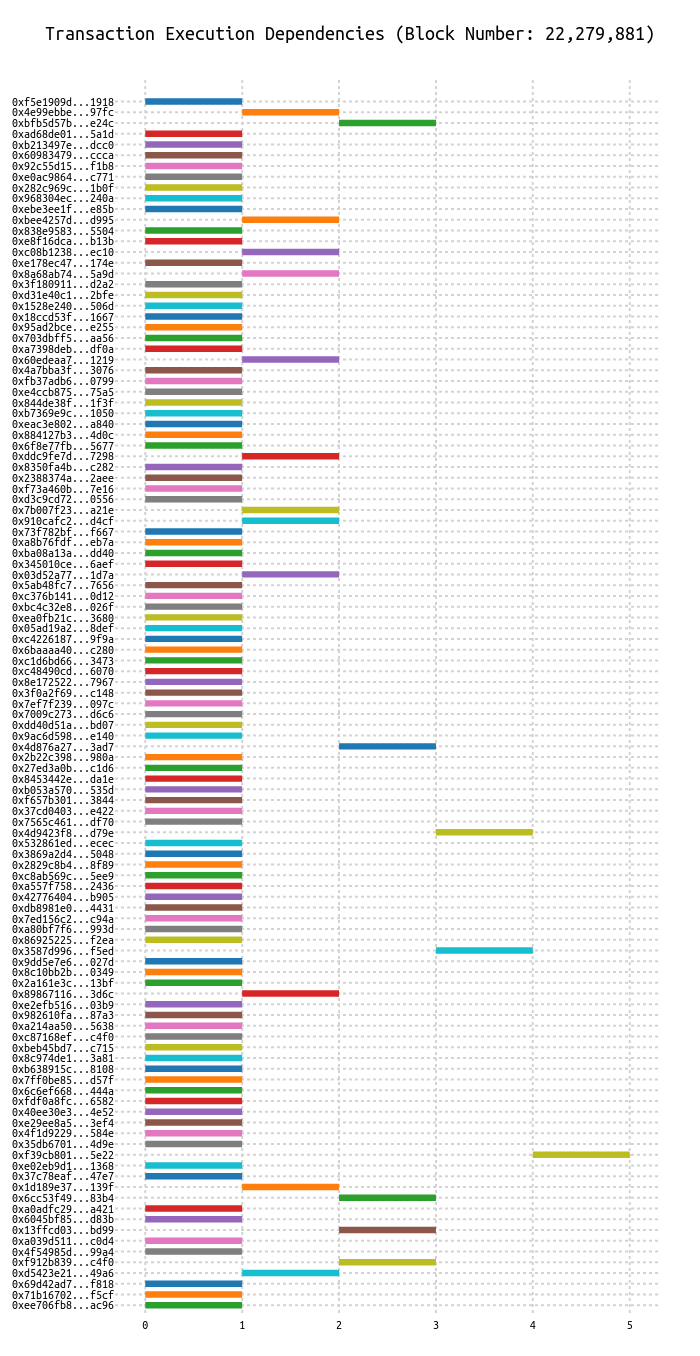 Transaction Execution Dependencies (Block Number: 22,279,881)
0xf5e1909d...1918
0x4e99ebbe...97fc
0xbfb5d57b...e24c
0xad68de01...5a1d
0xb213497e...dcc0
0x60983479...ccca
0x92c55d15...f1b8
0xe0ac9864...c771
0x282c969c...1b0f
0x968304ec...240a
0xebe3ee1f...e85b
0xbee4257d...d995
0x838e9583...5504
0xe8f16dca...b13b
0xc08b1238...ec10
0xe178ec47...174e
0x8a68ab74...5a9d
0x3f180911...d2a2
0xd31e40c1...2bfe
0x1528e240...506d
0x18ccd53f...1667
0x95ad2bce...e255
0x703dbff5...aa56
0xa7398deb...df0a
0x60edeaa7...1219
0x4a7bba3f...3076
0xfb37adb6...0799
0xe4ccb875...75a5
0x844de38f...1f3f
0xb7369e9c...1050
0xeac3e802...a840
0x884127b3...4d0c
0x6f8e77fb...5677
0xddc9fe7d...7298
0x8350fa4b...c282
0x2388374a...2aee
0xf73a460b...7e16
0xd3c9cd72...0556
0x7b007f23...a21e
0x910cafc2...d4cf
0x73f782bf...f667
0xa8b76fdf...eb7a
0xba08a13a...dd40
0x345010ce...6aef
0x03d52a77...1d7a
0x5ab48fc7...7656
0xc376b141...0d12
0xbc4c32e8...026f
0xea0fb21c...3680
0x05ad19a2...8def
0xc4226187...9f9a
0x6baaaa40...c280
0xc1d6bd66...3473
0xc48490cd...6070
0x8e172522...7967
0x3f0a2f69...c148
0x7ef7f239...097c
0x7009c273...d6c6
0xdd40d51a...bd07
0x9ac6d598...e140
0x4d876a27...3ad7
0x2b22c398...980a
0x27ed3a0b...c1d6
0x8453442e...da1e
0xb053a570...535d
0xf657b301...3844
0x37cd0403...e422
0x7565c461...df70
0x4d9423f8...d79e
0x532861ed...ecec
0x3869a2d4...5048
0x2829c8b4...8f89
0xc8ab569c...5ee9
0xa557f758...2436
0x42776404...b905
0xdb8981e0...4431
0x7ed156c2...c94a
0xa80bf7f6...993d
0x86925225...f2ea
0x3587d996...f5ed
0x9dd5e7e6...027d
0x8c10bb2b...0349
0x2a161e3c...13bf
0x89867116...3d6c
0xe2efb516...03b9
0x982610fa...87a3
0xa214aa50...5638
0xc87168ef...c4f0
0xbeb45bd7...c715
0x8c974de1...3a81
0xb638915c...8108
0x7ff0be85...d57f
0x6c6ef668...444a
0xfdf0a8fc...6582
0x40ee30e3...4e52
0xe29ee8a5...3ef4
0x4f1d9229...584e
0x35db6701...4d9e
0xf39cb801...5e22
0xe02eb9d1...1368
0x37c78eaf...47e7
0x1d189e37...139f
0x6cc53f49...83b4
0xa0adfc29...a421
0x6045bf85...d83b
0x13ffcd03...bd99
0xa039d511...c0d4
0x4f54985d...99a4
0xf912b839...c4f0
0xd5423e21...49a6
0x69d42ad7...f818
0x71b16702...f5cf
0xee706fb8...ac96
0 1 2 3 4 5